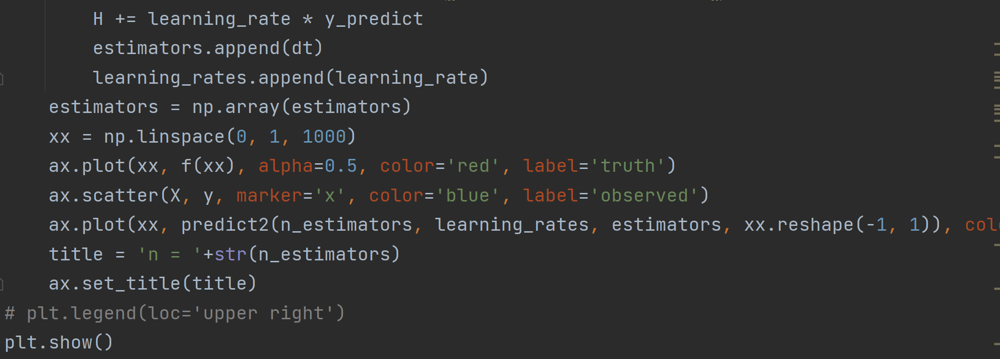 H += learning_rate * y_predict
estimators.append(dt)
learning_rates.append(learning_rate)
estimators = np.array(estimators)
xx = np.linspace(0, 1, 1000)
ax.plot(xx, f(xx), alpha=0.5, color='red', label='truth')
ax.scatter(X, y, marker='x', color='blue', label='observed')
ax.plot(xx, predict2(n_estimators, learning_rates, estimators, xx.reshape(-1, 1)),
title = 'n = '+str(n_estimators)
ax.set_title(title)
# plt.legend(loc='upper right')
plt.show()